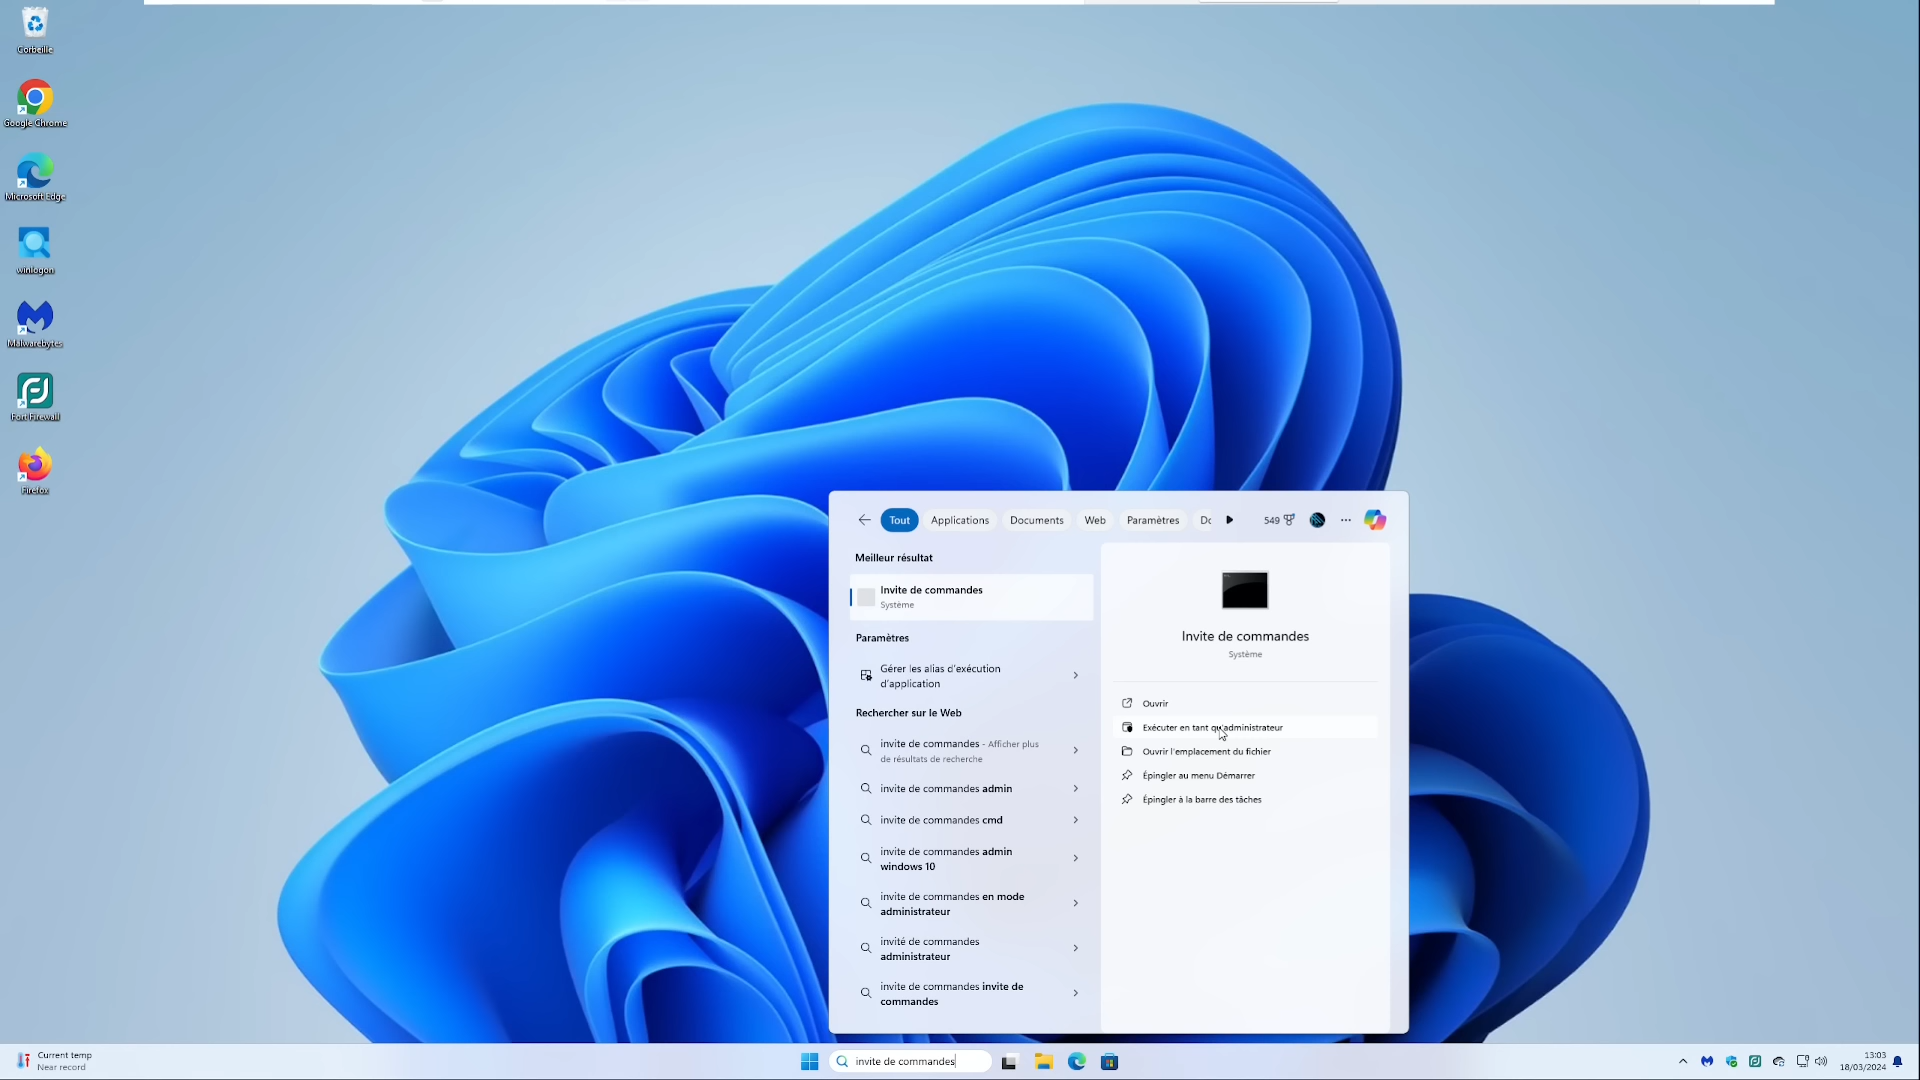 Corbeille
Google Chrome
Microsoft Edge
winlogon
Malwarebytes
Fort Firewall
Firefox
Tout
Applications
Documents
Web
Paramètres
Do
549
Meilleur résultat
Invite de commandes
Système
Paramètres
Gérer les alias d'exécution
d'application
Rechercher sur le Web
invite de commandes - Afficher plus
de résultats de recherche
invite de commandes admin
invite de commandes cmd
invite de commandes admin
windows 10
invite de commandes en mode
administrateur
invité de commandes
administrateur
invite de commandes invite de
commandes
Invite de commandes
Système
Ouvrir
Exécuter en tant qu'administrateur
Ouvrir l'emplacement du fichier
Épingler au menu Démarrer
Épingler à la barre des tâches
Current temp
Near record
invite de commandes
13:03
18/03/2024